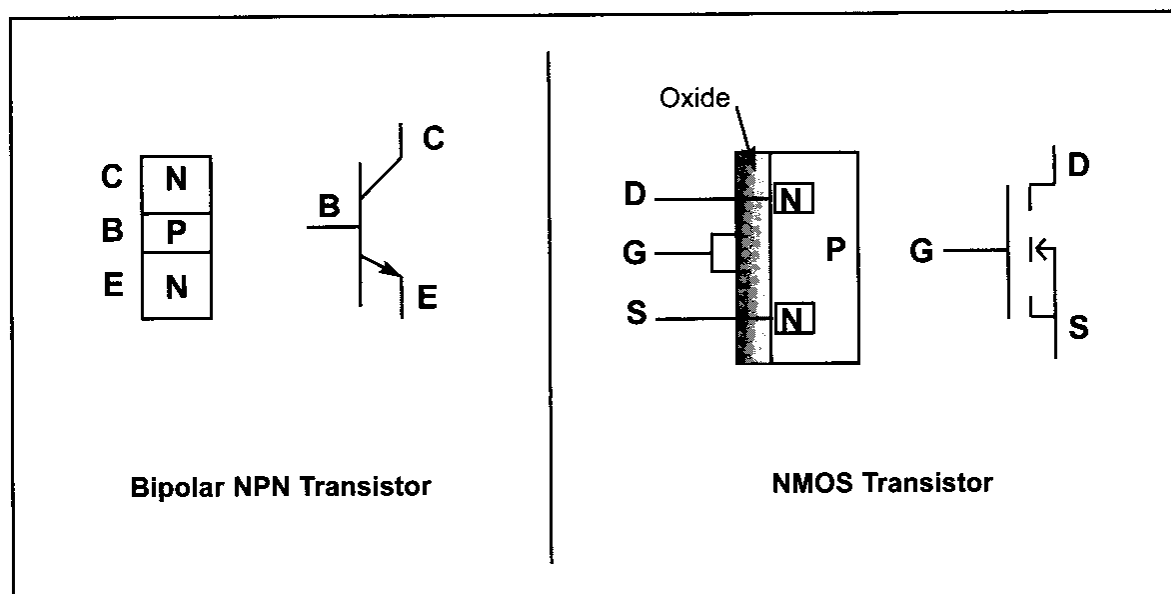 C N
B P
E N
C
B
E
Bipolar NPN Transistor
Oxide
D N
G P
S N
D
G
S
NMOS Transistor